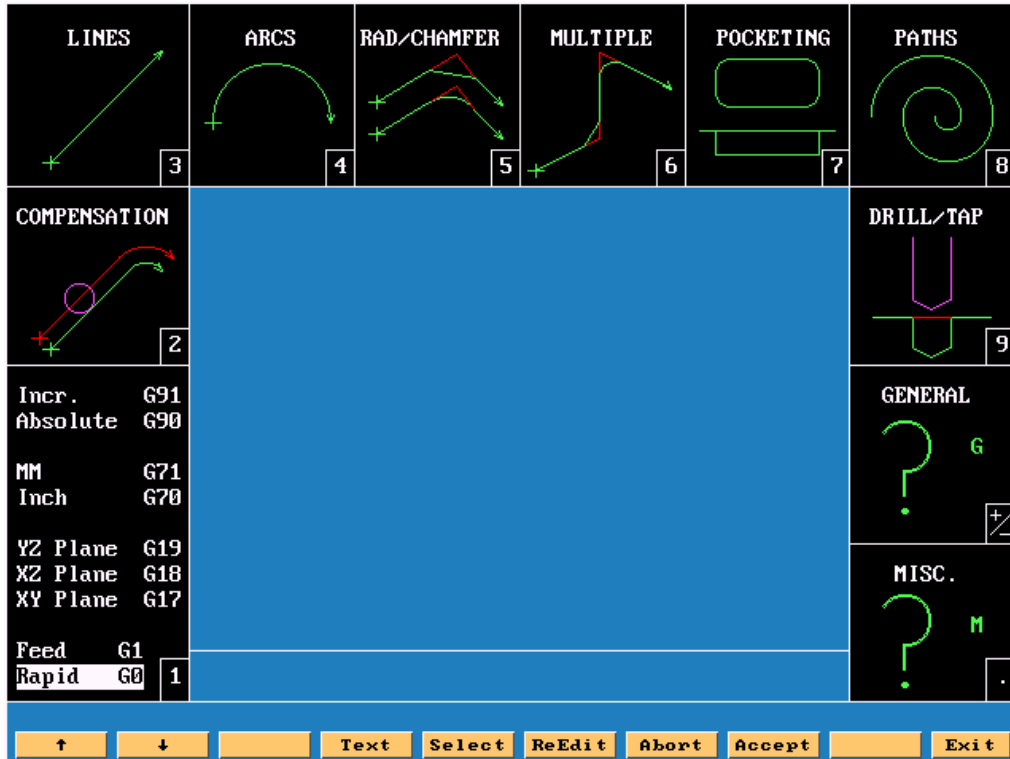 LINES
3
ARCS
4
RAD/CHAMFER
5
MULTIPLE
6
POCKETING
7
PATHS
8
COMPENSATION
2
DRILL/TAP
9
Incr. G91
Absolute G90
MM G71
Inch G70
YZ Plane G19
XZ Plane G18
XY Plane G17
Feed G1
Rapid G0
1
GENERAL
? G
+/-
MISC.
? M
.
↑ ↓ Text Select ReEdit Abort Accept Exit